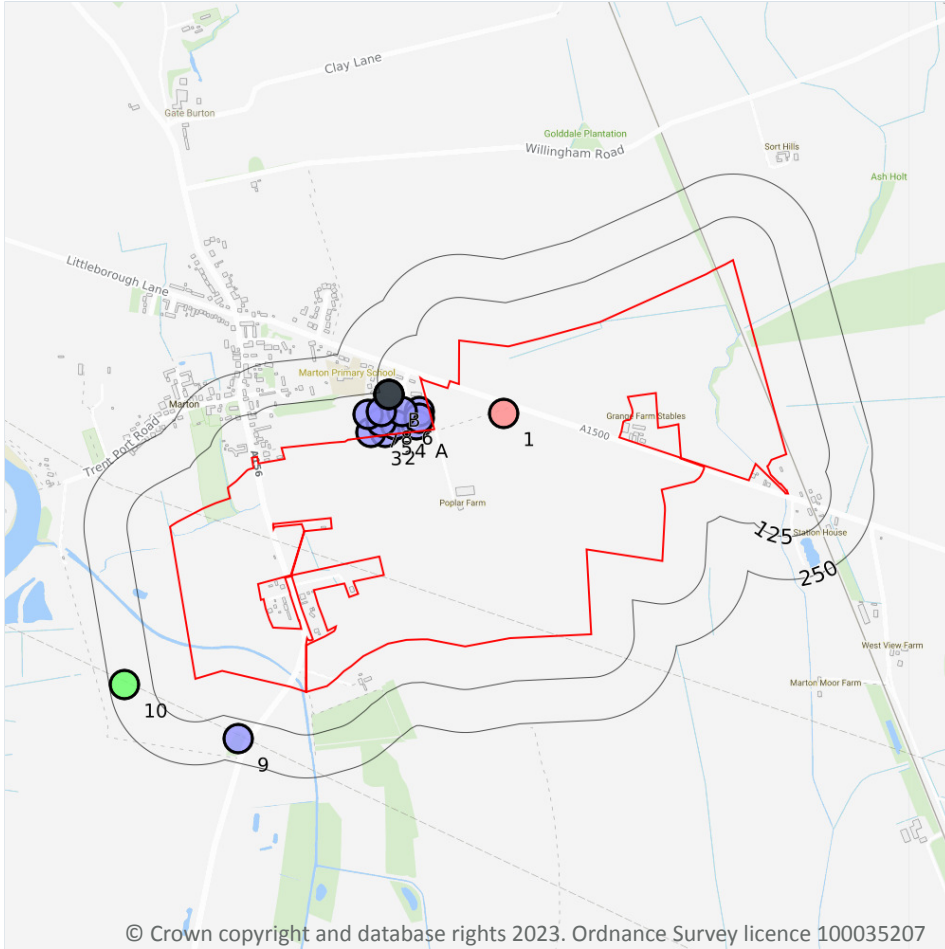 Clay Lane
Gate Burton
Golddale Plantation
Willingham Road
Sort Hills
Ash Holt
Littleborough Lane
Marton Primary School
Marton
Grange Farm Stables
B
1
A1500
6
4 A
32
Trent Port Road
A156
Poplar Farm
125
Station House
250
West View Farm
Marton Moor Farm
10
9
© Crown copyright and database rights 2023. Ordnance Survey licence 100035207